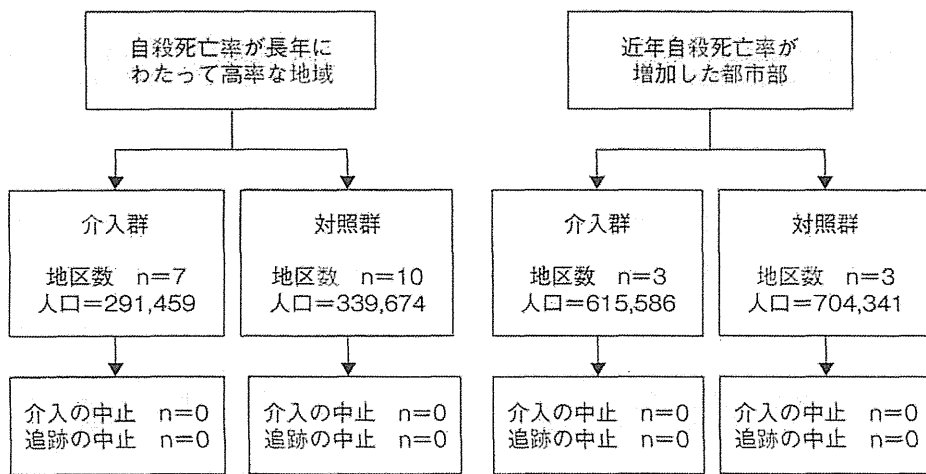 自殺死亡率が長年に
わたって高率な地域
近年自殺死亡率が
増加した都市部
介入群
地区数 n=7
人口=291,459
対照群
地区数 n=10
人口=339,674
介入群
地区数 n=3
人口=615,586
対照群
地区数 n=3
人口=704,341
介入の中止 n=0
追跡の中止 n=0
介入の中止 n=0
追跡の中止 n=0
介入の中止 n=0
追跡の中止 n=0
介入の中止 n=0
追跡の中止 n=0